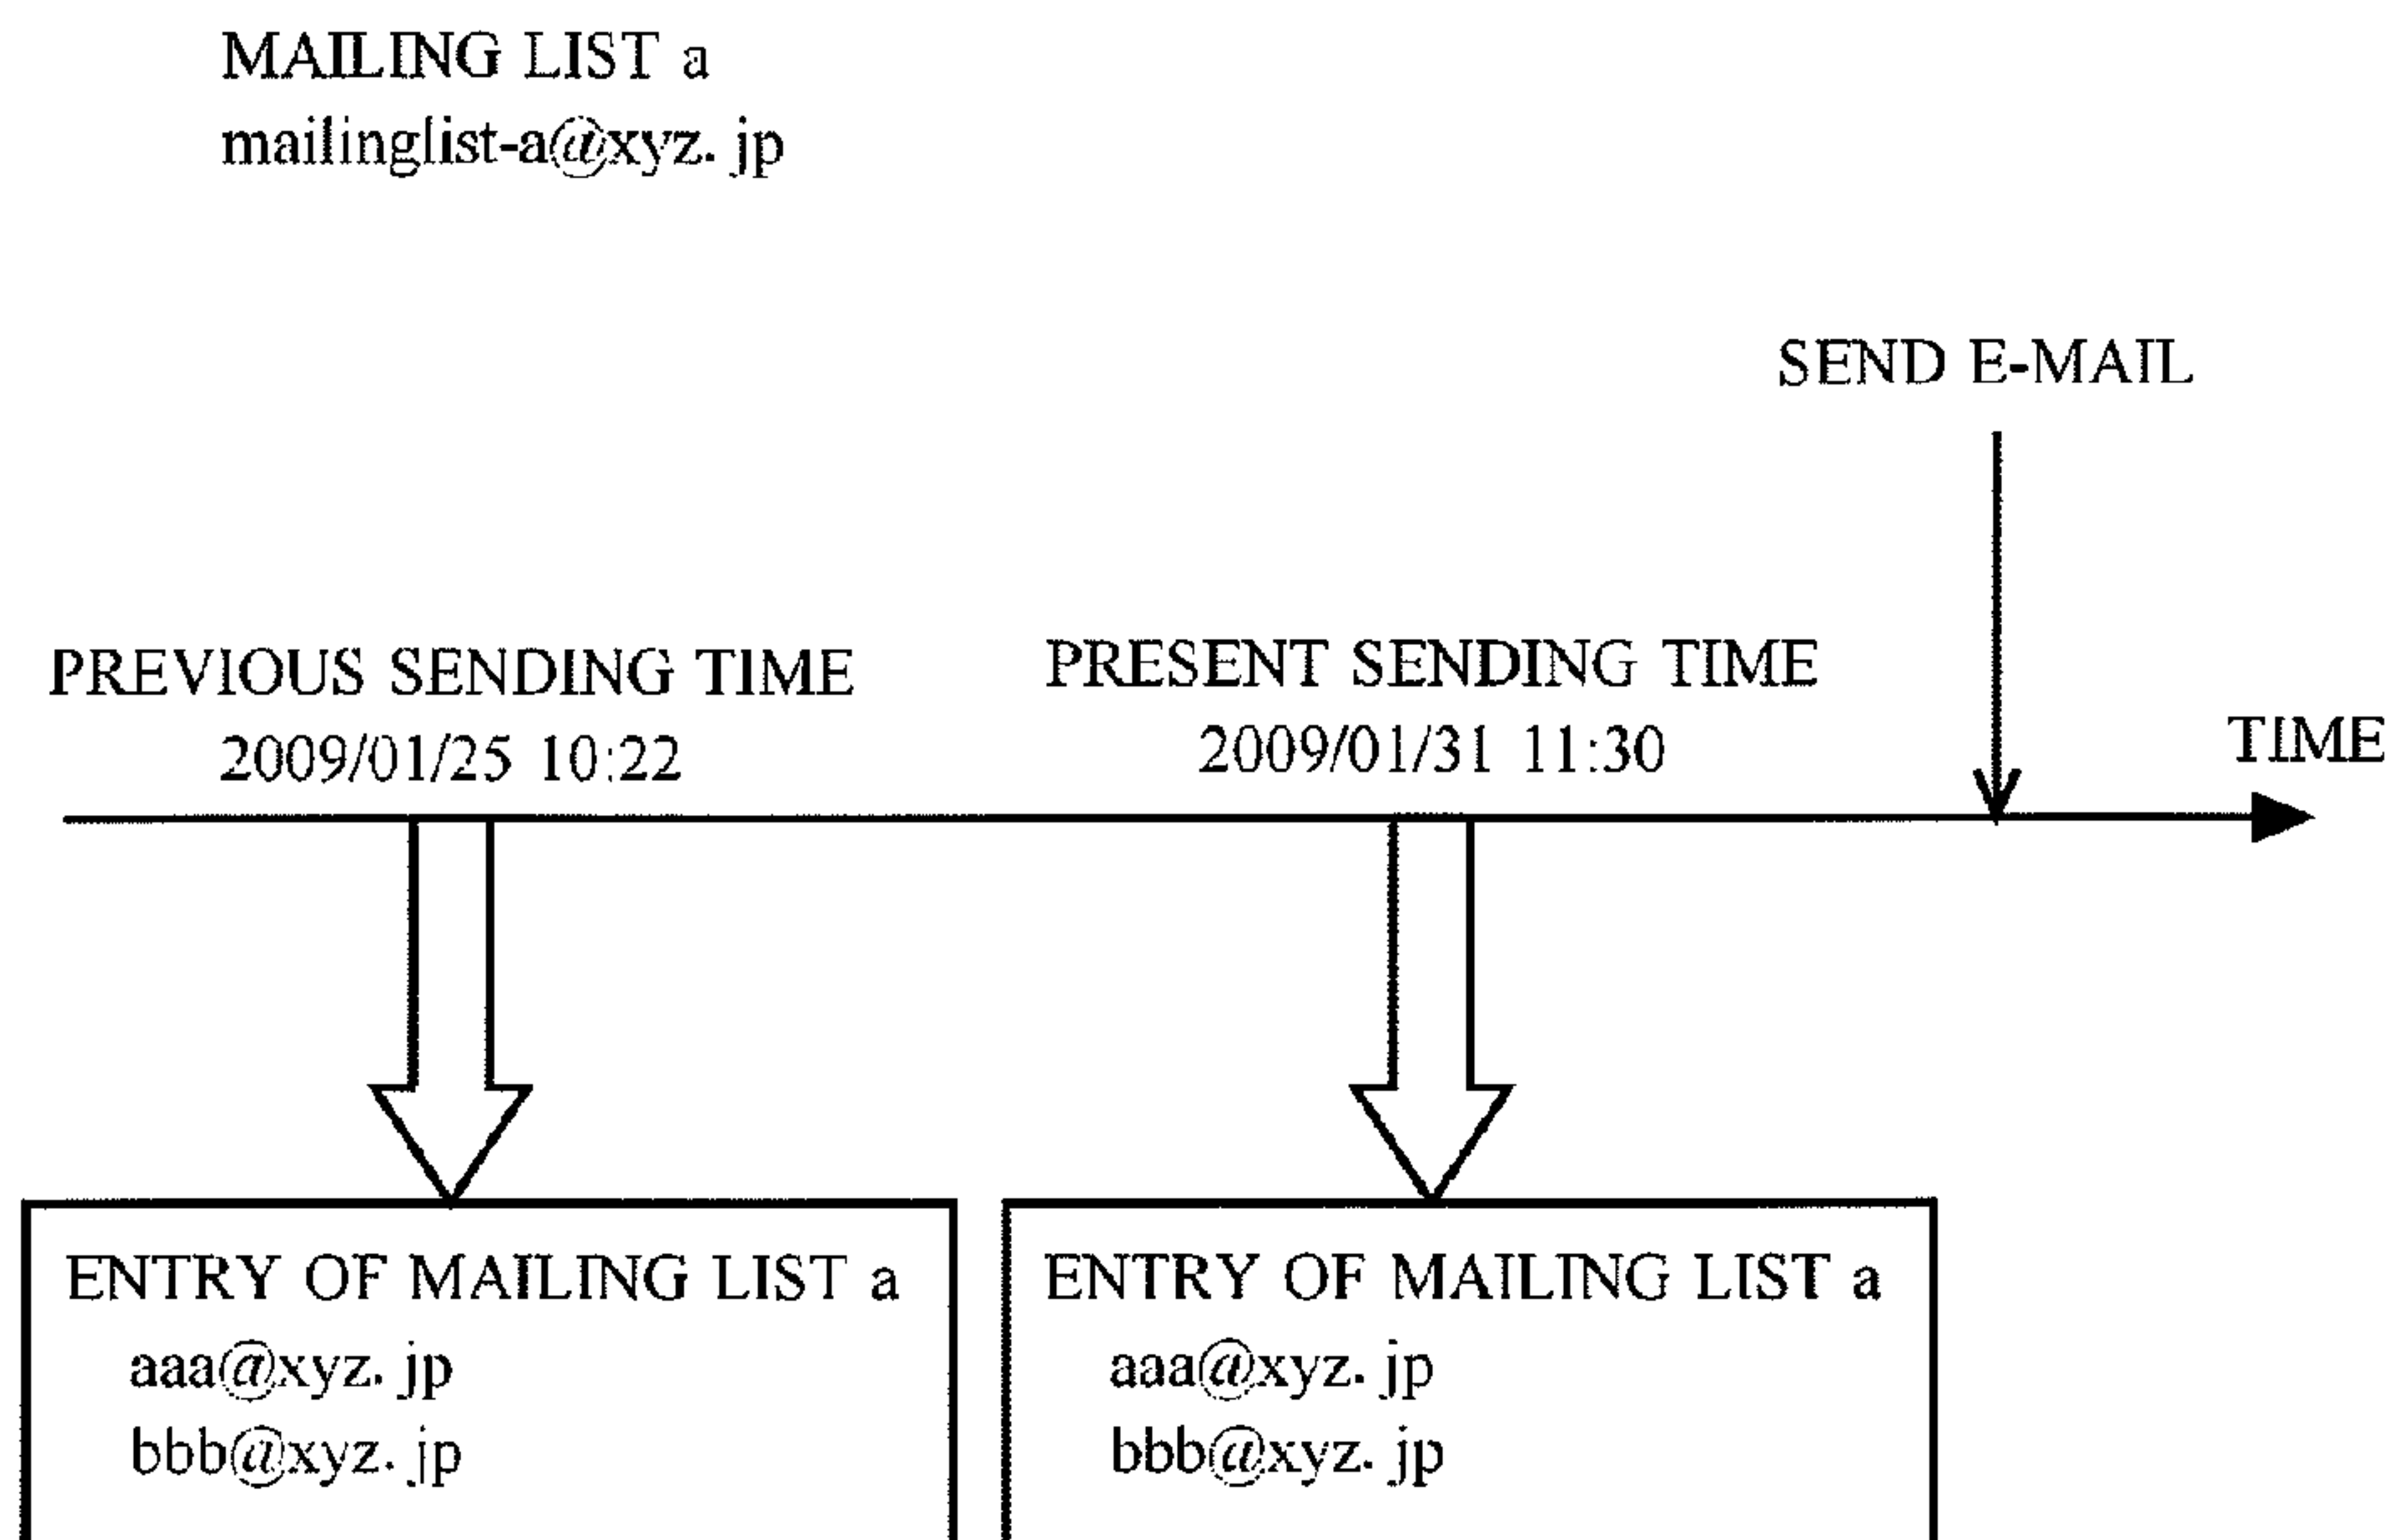 MAILING LIST a
mailinglist-a@xyz. jp
SEND E-MAIL
PREVIOUS SENDING TIME
2009/01/25 10:22
PRESENT SENDING TIME
2009/01/31 11:30
TIME
ENTRY OF MAILING LIST a
aaa@xyz. jp
bbb@xyz. jp
ENTRY OF MAILING LIST a
aaa@xyz. jp
bbb@xyz. jp